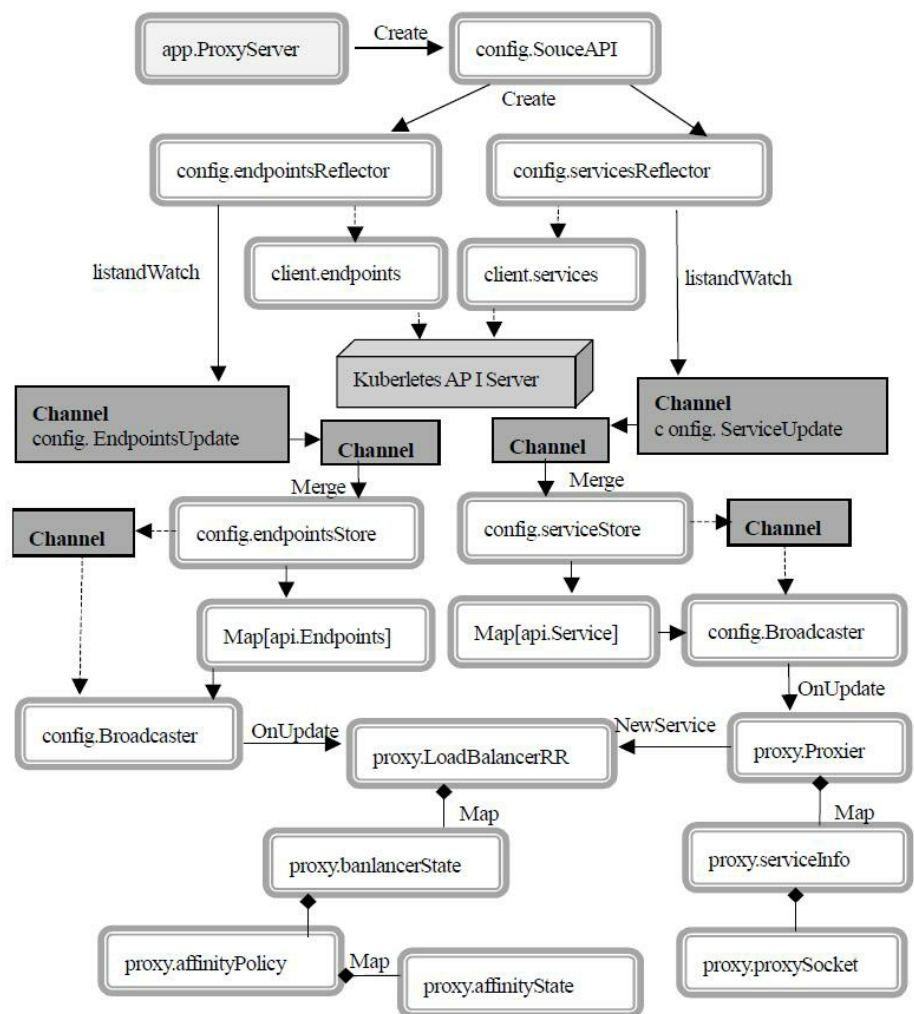 Create
app.ProxyServer
config.SouceAPI
Create
config.endpointsReflector
config.servicesReflector
listandWatch
client.endpoints
client.services
listandWatch
Kuberletes AP I Server
Channel
config. EndpointsUpdate
Channel
Channel
Channel
c onfig. ServiceUpdate
Merge
Merge
Channel
config.endpointsStore
config.serviceStore
Channel
Map[api.Endpoints]
Map[api.Service]
config.Broadcaster
OnUpdate
config.Broadcaster
OnUpdate
NewService
proxy.LoadBalancerRR
proxy.Proxier
Map
Map
proxy.banlancerState
proxy.serviceInfo
proxy.affinityPolicy
Map
proxy.affinityState
proxy.proxySocket